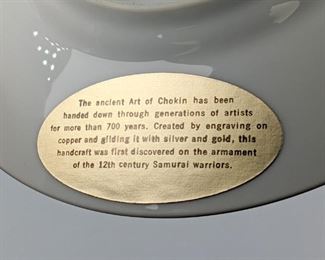 The ancient Art of Chokin has been
handed down through generations of artists
for more than 700 years. Created by engraving on
copper and gilding it with silver and gold, this
handcraft was first discovered on the armament
of the 12th century Samurai warriors.